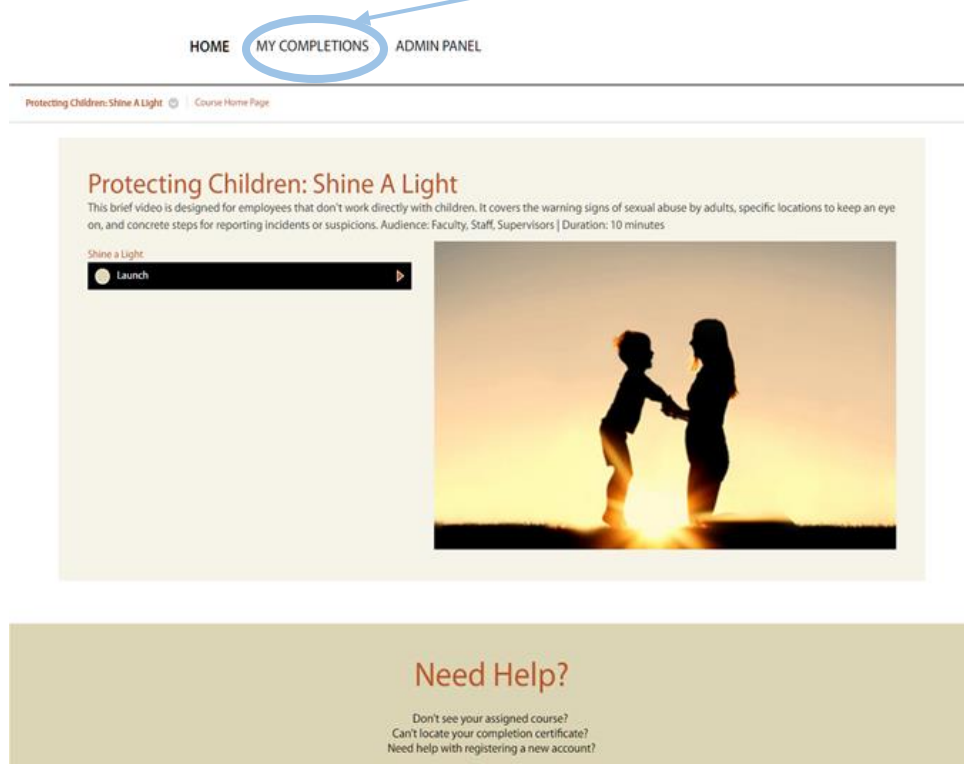 HOME MY COMPLETIONS ADMIN PANEL
Protecting Children: Shine A Light Course Home Page
Protecting Children: Shine A Light
This brief video is designed for employees that don't work directly with children. It covers the warning signs of sexual abuse by adults, specific locations to keep an eye
on, and concrete steps for reporting incidents or suspicions. Audience: Faculty, Staff, Supervisors | Duration: 10 minutes
Shine a Light
Launch
Need Help?
Don't see your assigned course?
Can't locate your completion certificate?
Need help with registering a new account?